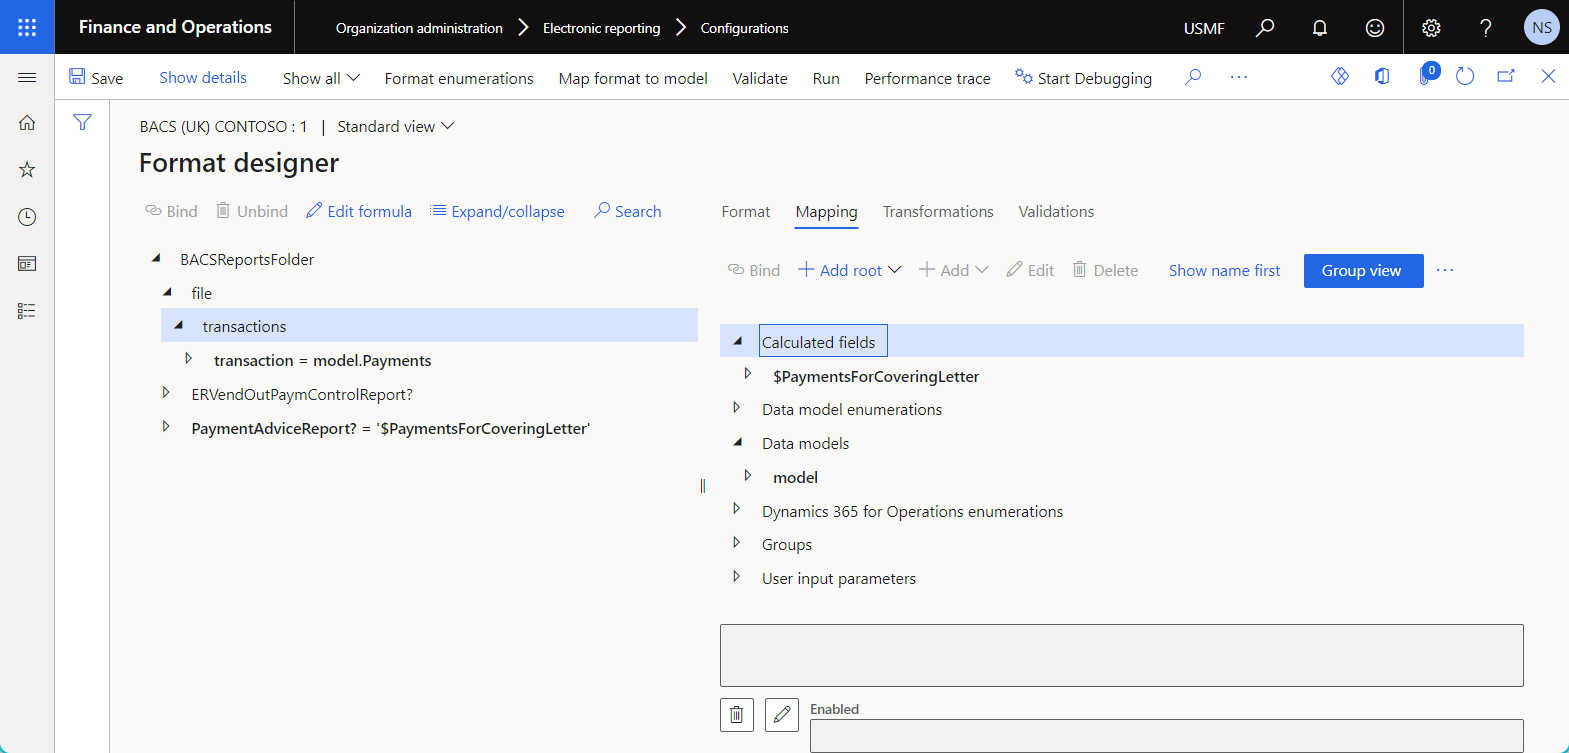 Finance and Operations
Organization administration
Electronic reporting
Configurations
USMF
NS
Save
Show details
Show all
Format enumerations
Map format to model
Validate
Run
Performance trace
Start Debugging
0
BACS (UK) CONTOSO : 1 | Standard view
Format designer
Bind
Unbind
Edit formula
Expand/collapse
Search
Format
Mapping
Transformations
Validations
Bind
Add root
Add
Edit
Delete
Show name first
Group view
BACSReportsFolder
file
transactions
transaction = model.Payments
ERVendOutPaymControlReport?
PaymentAdviceReport? = '$PaymentsForCoveringLetter'
Calculated fields
$PaymentsForCoveringLetter
Data model enumerations
Data models
model
Dynamics 365 for Operations enumerations
Groups
User input parameters
Enabled